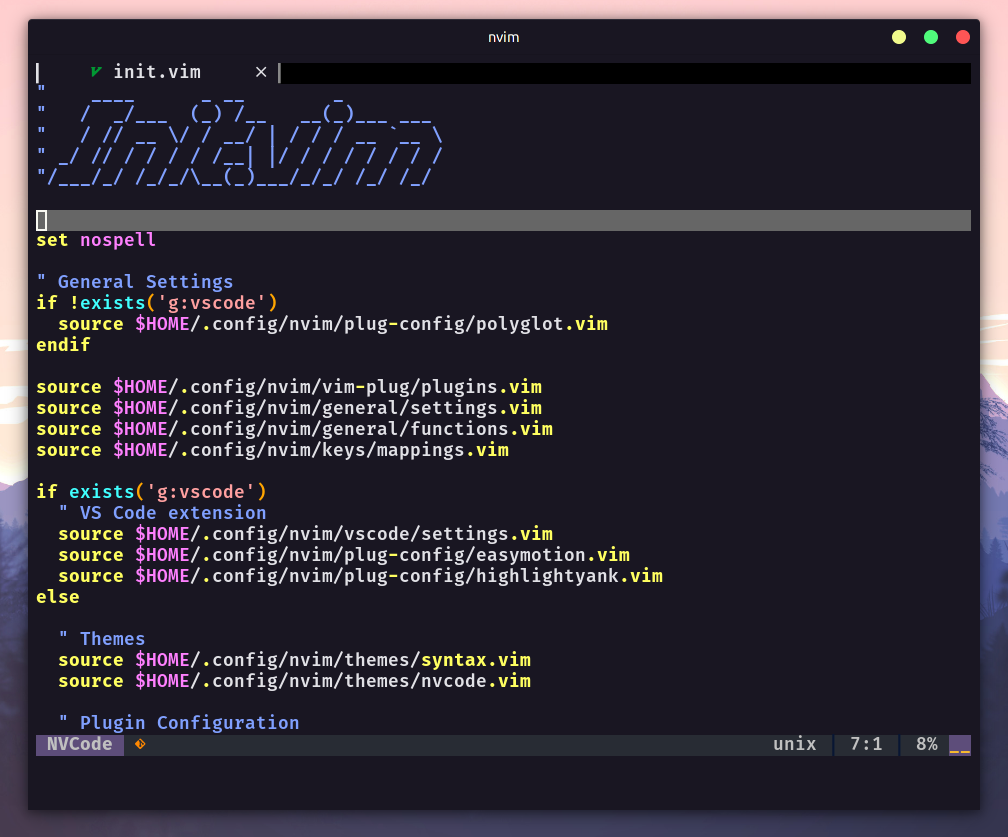 nvim
init.vim ×
"     ____      _ __        _
"    /  _/___  (_) /__   __(_)___ ___
"    / // __ \/ / __/ | / / / __ `__ \
"  _/ // / / / / /__| |/ / / / / / / /
"/___/_/ /_/_/\__(_)___/_/_/ /_/ /_/
set nospell
" General Settings
if !exists('g:vscode')
  source $HOME/.config/nvim/plug-config/polyglot.vim
endif
source $HOME/.config/nvim/vim-plug/plugins.vim
source $HOME/.config/nvim/general/settings.vim
source $HOME/.config/nvim/general/functions.vim
source $HOME/.config/nvim/keys/mappings.vim
if exists('g:vscode')
  " VS Code extension
  source $HOME/.config/nvim/vscode/settings.vim
  source $HOME/.config/nvim/plug-config/easymotion.vim
  source $HOME/.config/nvim/plug-config/highlightyank.vim
else
  " Themes
  source $HOME/.config/nvim/themes/syntax.vim
  source $HOME/.config/nvim/themes/nvcode.vim
  " Plugin Configuration
NVCode unix 7:1 8% __